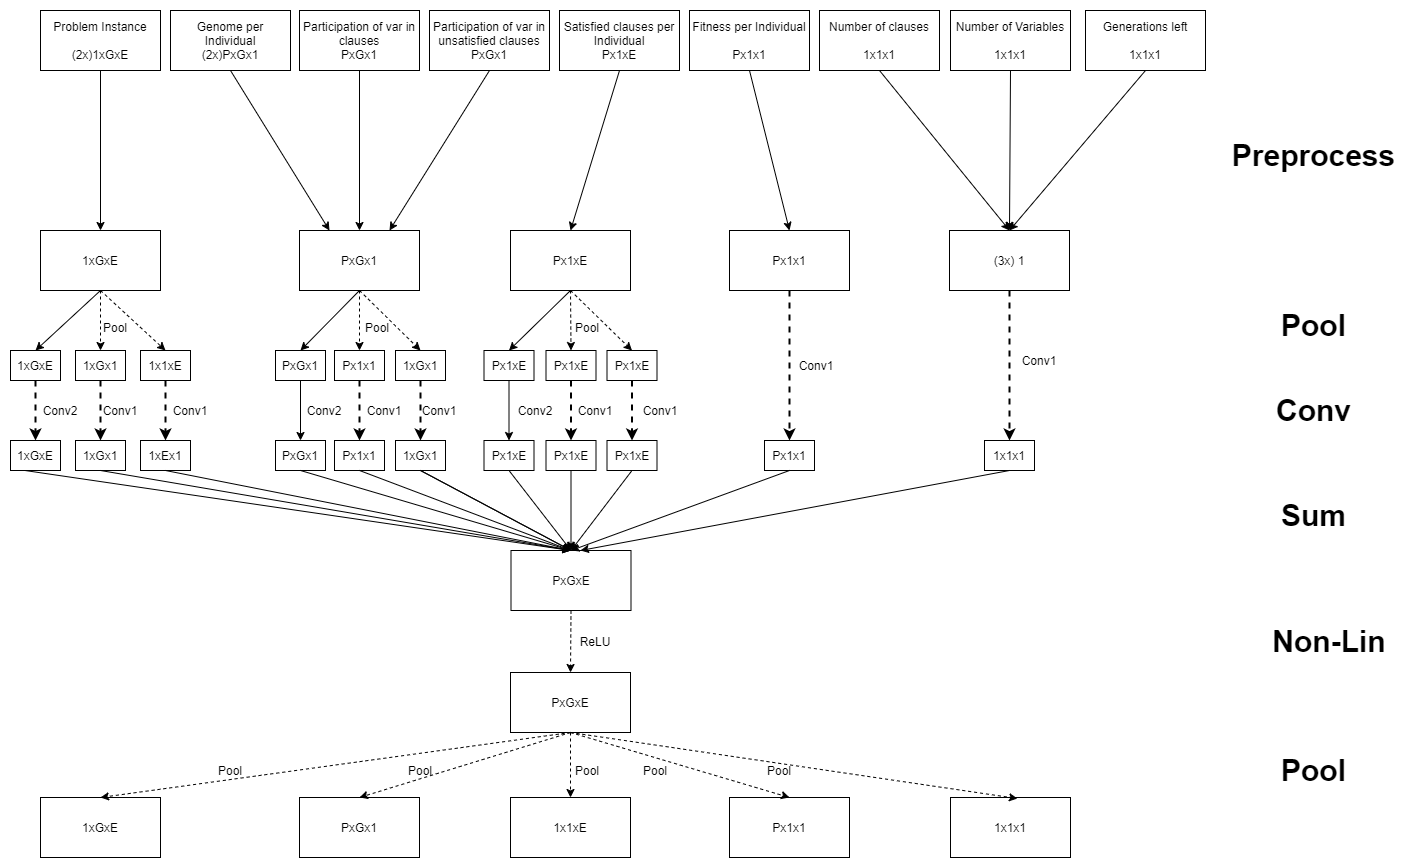 Problem Instance
(2x)1xGxE
Genome per
Individual
(2x)PxGx1
Participation of var in
clauses
PxGx1
Participation of var in
unsatisfied clauses
PxGx1
Satisfied clauses per
Individual
Px1xE
Fitness per Individual
Px1x1
Number of clauses
1x1x1
Number of Variables
1x1x1
Generations left
1x1x1
Preprocess
1xGxE
PxGx1
Px1xE
Px1x1
(3x) 1
Pool
Pool
Pool
Pool
1xGxE
1xGx1
1x1xE
PxGx1
Px1x1
1xGx1
Px1xE
Px1xE
Px1xE
Conv1
Conv1
Conv2
Conv1
Conv1
Conv2
Conv1
Conv1
Conv2
Conv1
Conv1
Conv
1xGxE
1xGx1
1xEx1
PxGx1
Px1x1
1xGx1
Px1xE
Px1xE
Px1xE
Px1x1
1x1x1
Sum
PxGxE
ReLU
Non-Lin
PxGxE
Pool
Pool
Pool
Pool
Pool
Pool
1xGxE
PxGx1
1x1xE
Px1x1
1x1x1